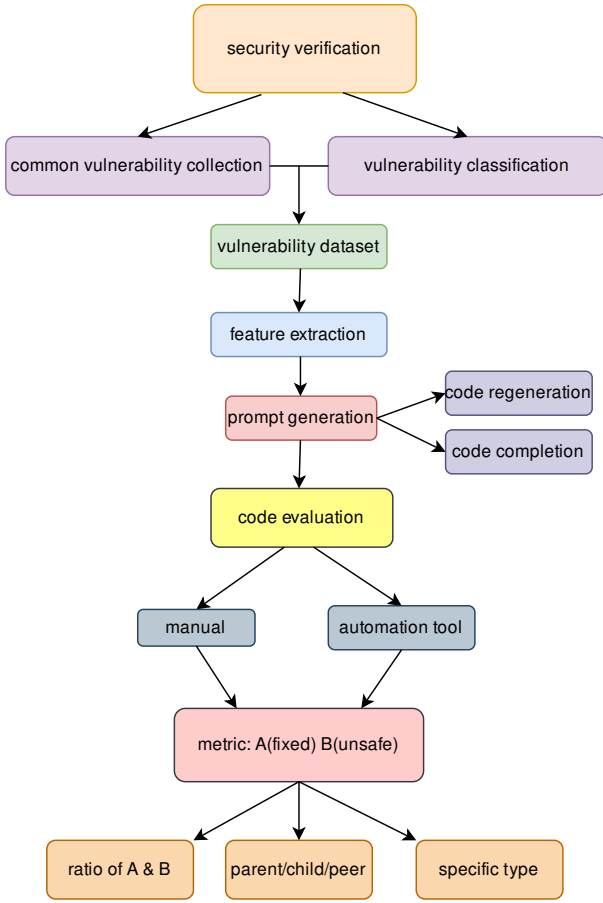 security verification
common vulnerability collection
vulnerability classification
vulnerability dataset
feature extraction
code regeneration
prompt generation
code completion
code evaluation
manual
automation tool
metric: A(fixed) B(unsafe)
ratio of A & B
parent/child/peer
specific type